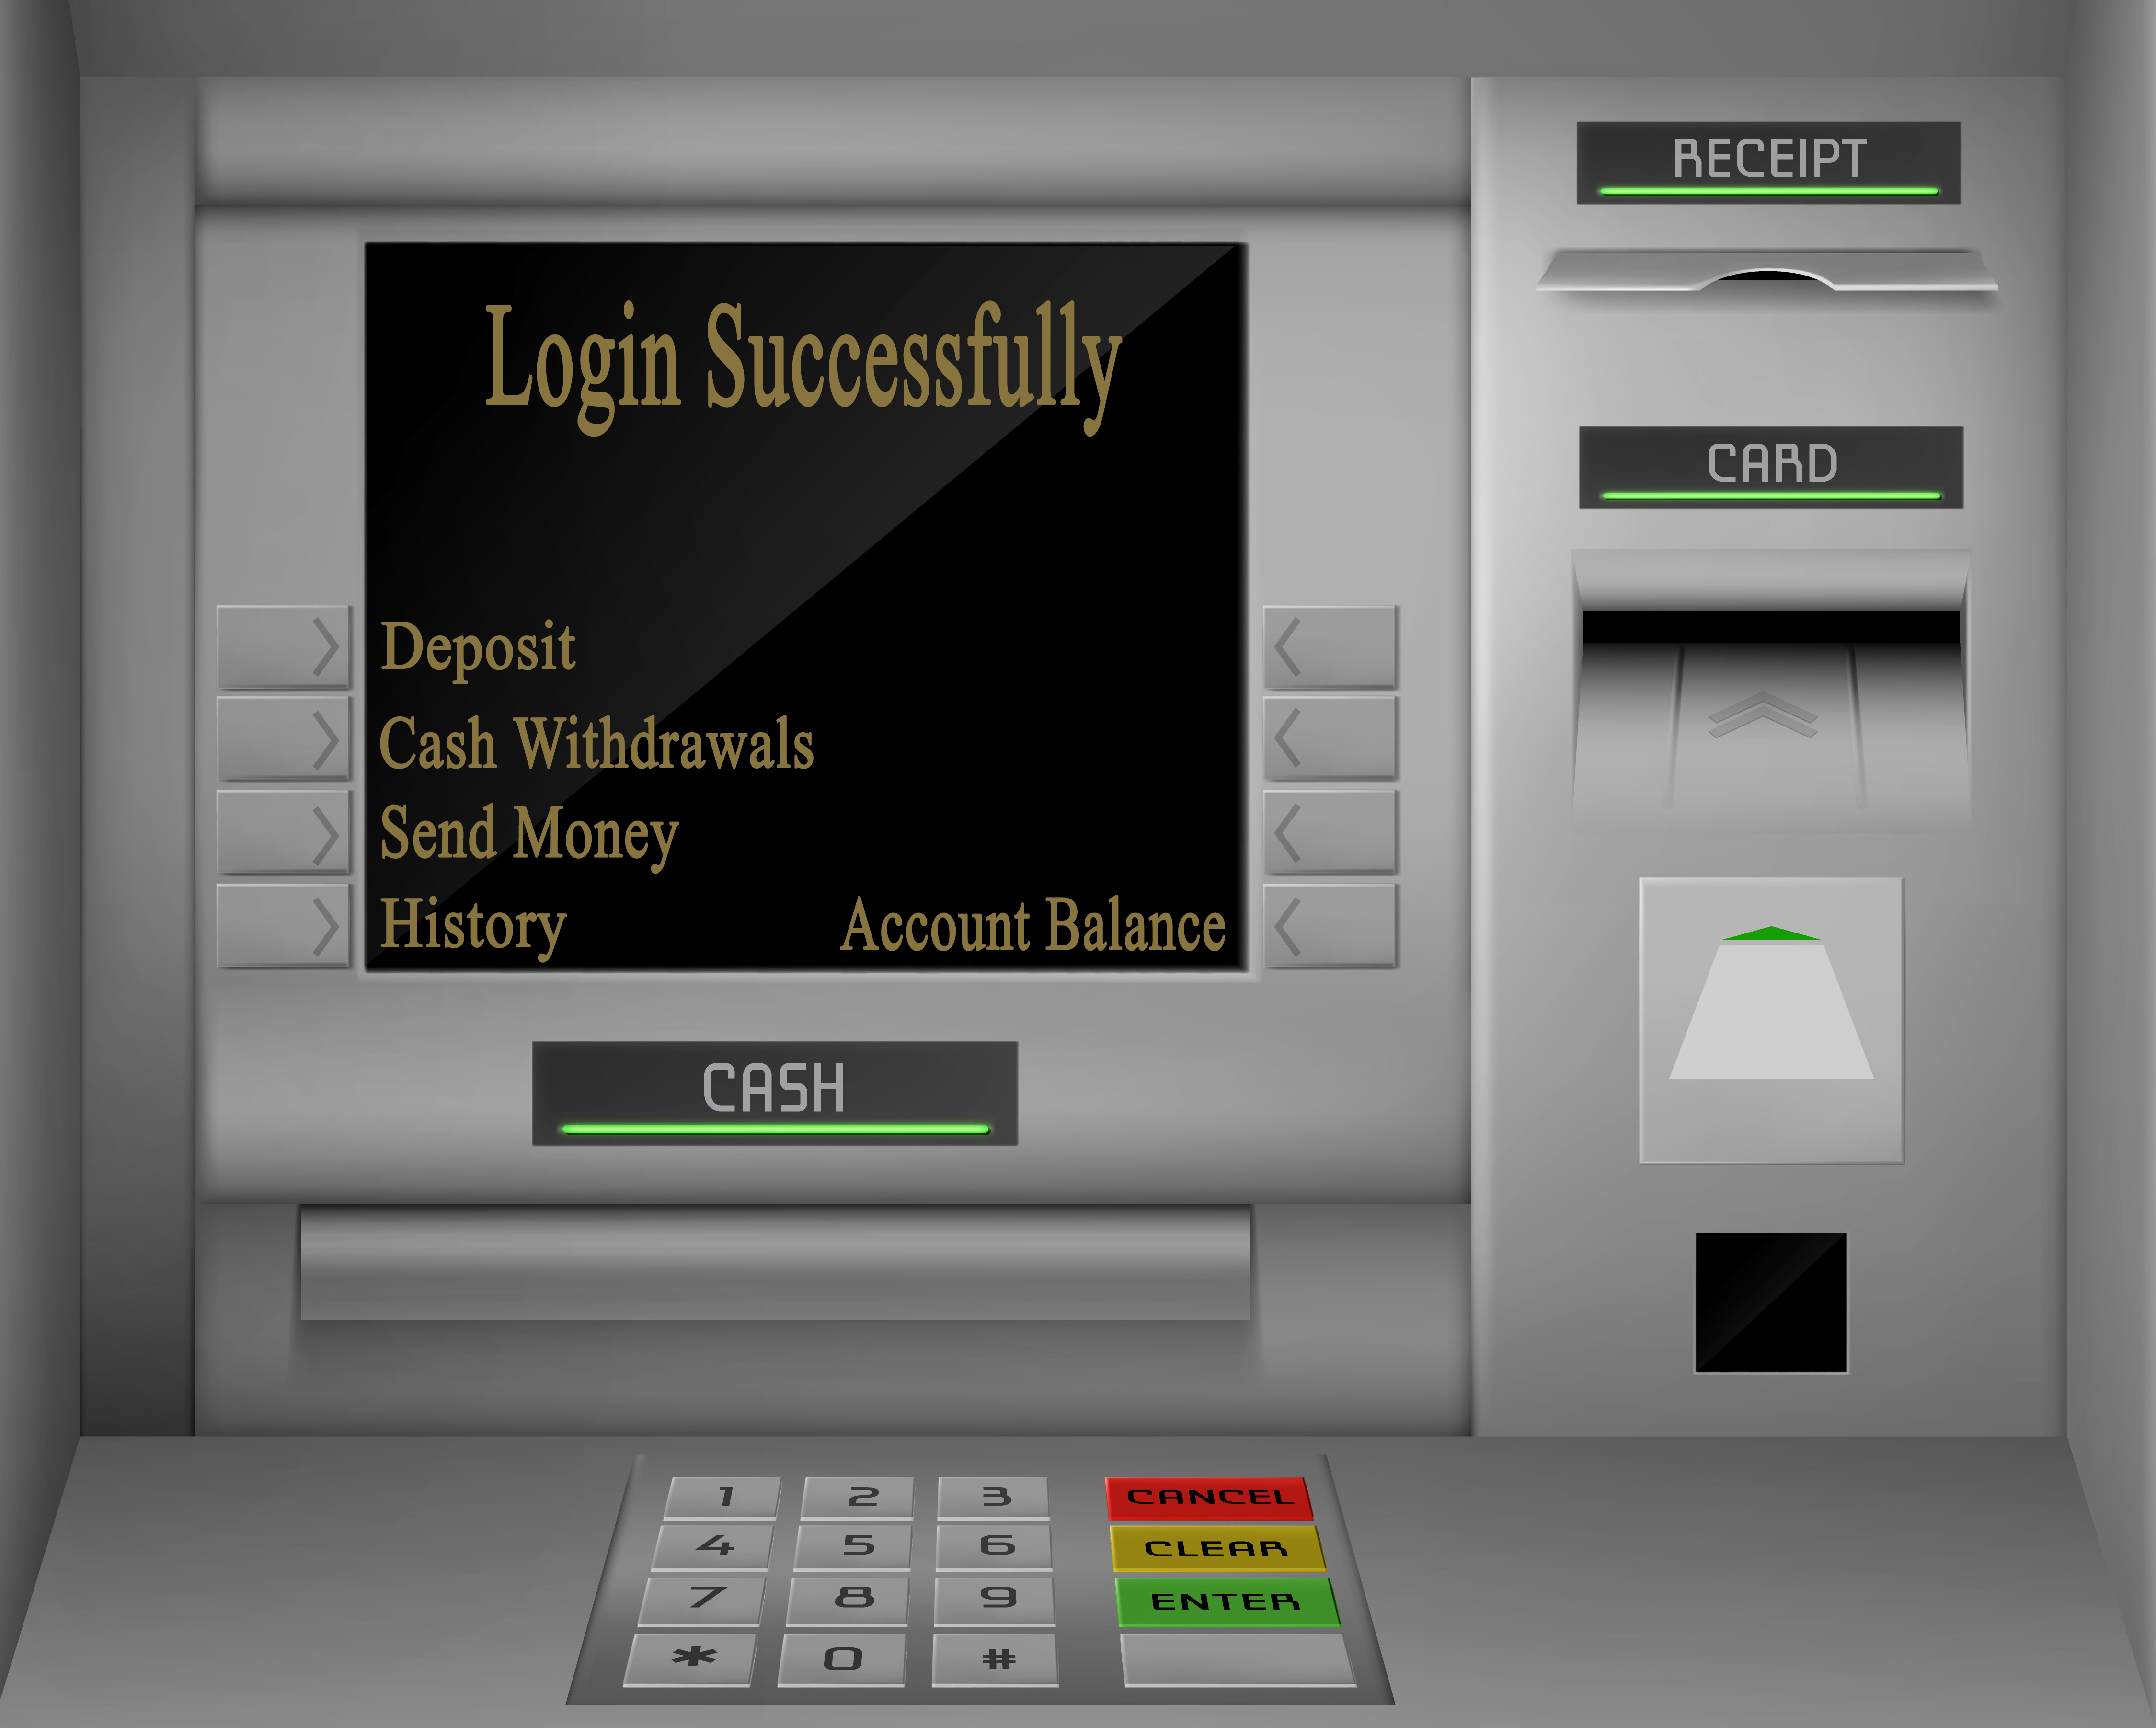 RECEIPT
Login Successfully
CARD
Deposit
Cash Withdrawals
Send Money
History Account Balance
CASH
1 2 3 CANCEL
4 5 6 CLEAR
7 8 9 ENTER
* 0 #